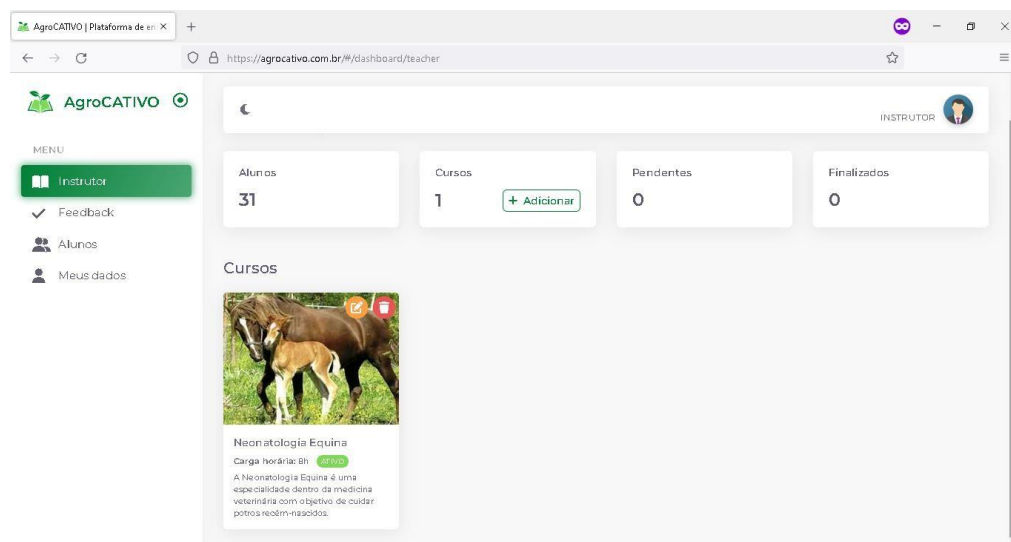 AgroCATIVO | Plataforma de en
https://agrocativo.com.br/#/dashboard/teacher
AgroCATIVO
INSTRUTOR
MENU
Instrutor
Feedback
Alunos
Meus dados
Alunos
31
Cursos
1
+ Adicionar
Pendentes
0
Finalizados
0
Cursos
Neonatologia Equina
Carga horária: 8h ATIVO
A Neonatologia Equina é uma
especialidade dentro da medicina
veterinária com objetivo de cuidar
potros recém-nascidos.